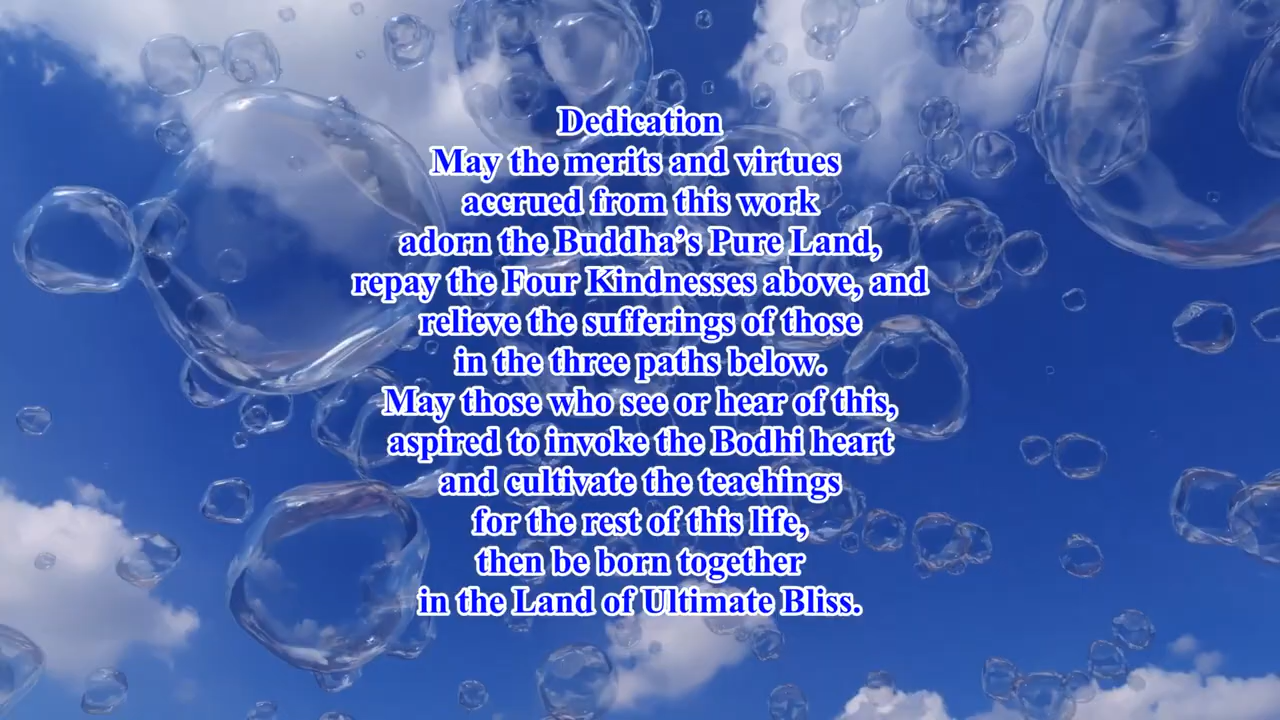 Dedication
May the merits and virtues
accrued from this work
adorn the Buddha’s Pure Land,
repay the Four Kindnesses above, and
relieve the sufferings of those
in the three paths below.
May those who see or hear of this,
aspired to invoke the Bodhi heart
and cultivate the teachings
for the rest of this life,
then be born together
in the Land of Ultimate Bliss.